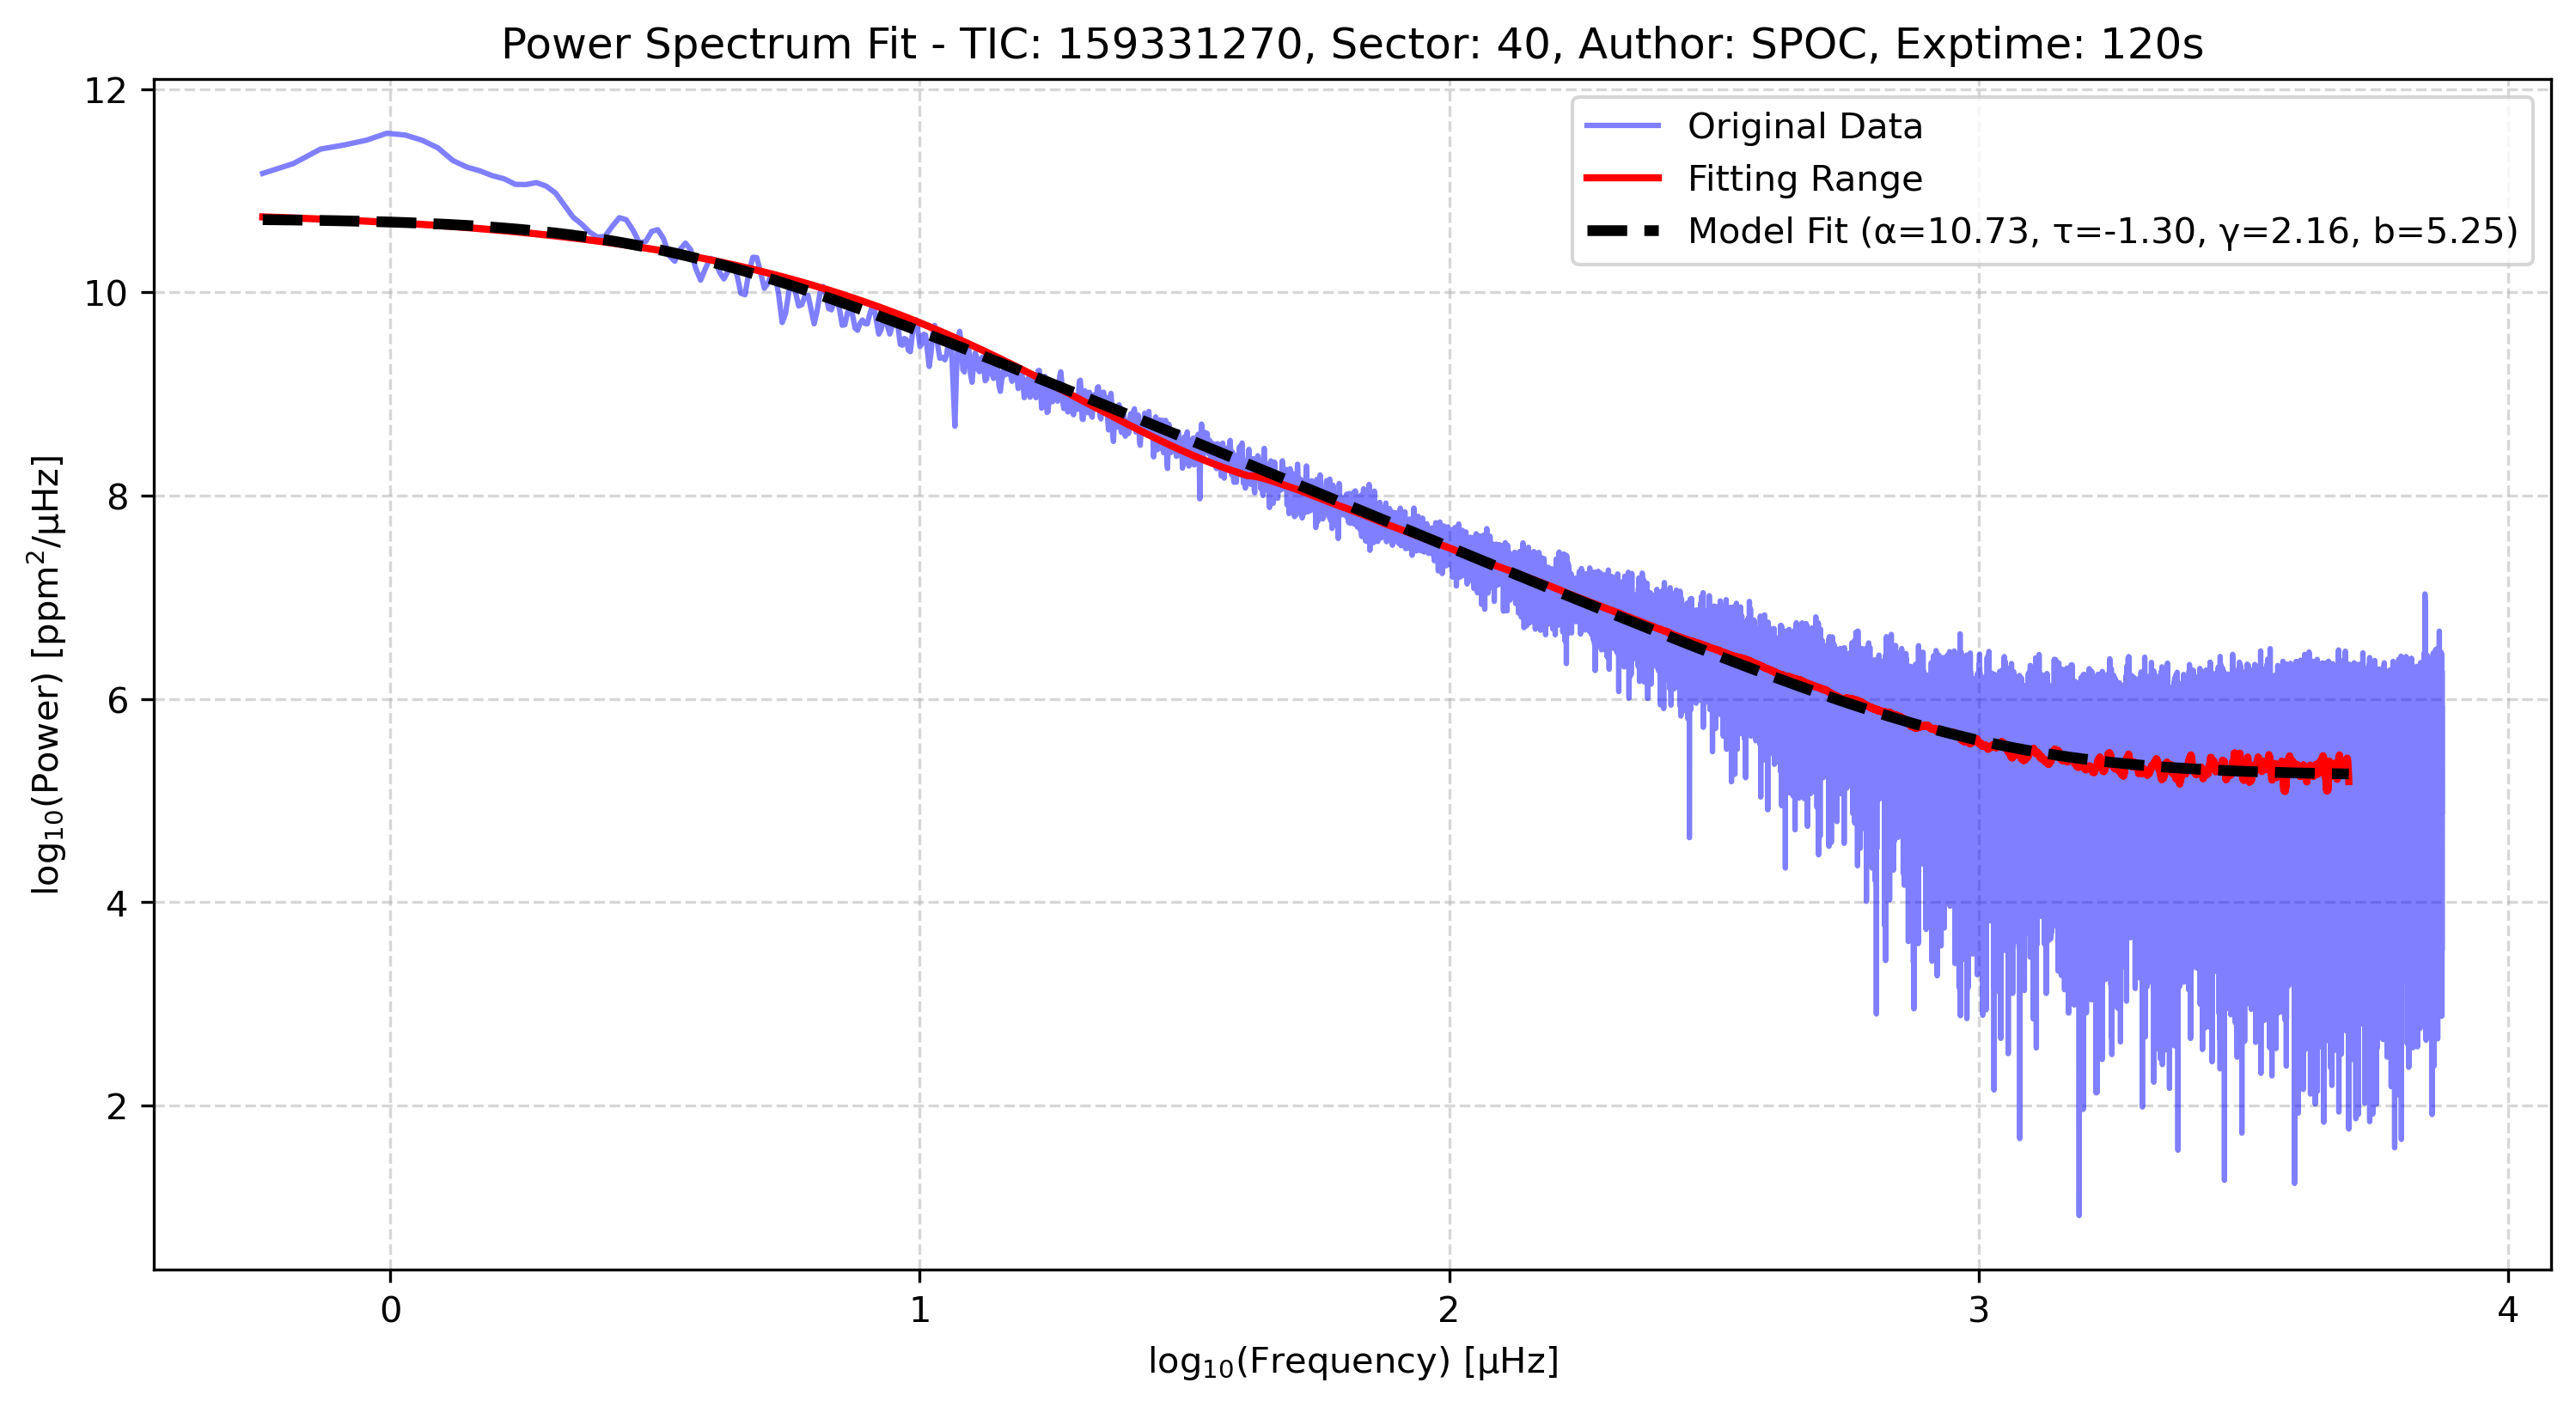 Power Spectrum Fit - TIC: 159331270, Sector: 40, Author: SPOC, Exptime: 120s
12
10
8
6
4
2
log₁₀(Power) [ppm²/μHz]
Original Data
Fitting Range
Model Fit (α=10.73, τ=-1.30, γ=2.16, b=5.25)
0 1 2 3 4
log₁₀(Frequency) [μHz]